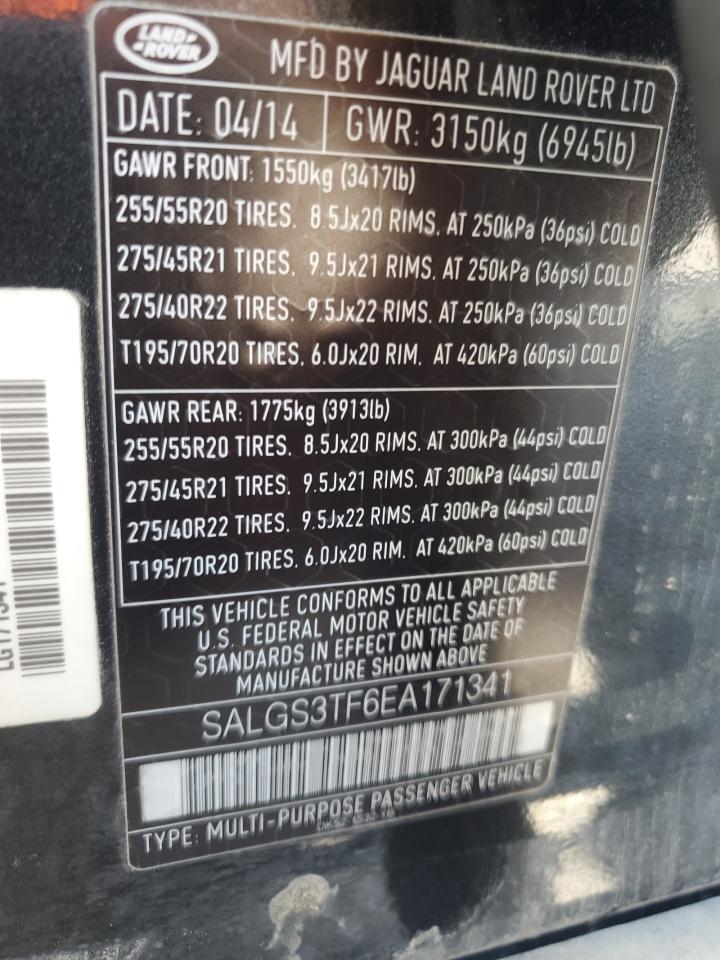 LAND ROVER
MFD BY JAGUAR LAND ROVER LTD
DATE: 04/14
GWR: 3150kg (6945lb)
GAWR FRONT: 1550kg (3417lb)
255/55R20 TIRES. 8.5Jx20 RIMS. AT 250kPa (36psi) COLD
275/45R21 TIRES. 9.5Jx21 RIMS. AT 250kPa (36psi) COLD
275/40R22 TIRES. 9.5Jx22 RIMS. AT 250kPa (36psi) COLD
T195/70R20 TIRES. 6.0Jx20 RIM. AT 420kPa (60psi) COLD
GAWR REAR: 1775kg (3913lb)
255/55R20 TIRES. 8.5Jx20 RIMS. AT 300kPa (44psi) COLD
275/45R21 TIRES. 9.5Jx21 RIMS. AT 300kPa (44psi) COLD
275/40R22 TIRES. 9.5Jx22 RIMS. AT 300kPa (44psi) COLD
T195/70R20 TIRES. 6.0Jx20 RIM. AT 420kPa (60psi) COLD
THIS VEHICLE CONFORMS TO ALL APPLICABLE
U.S. FEDERAL MOTOR VEHICLE SAFETY
STANDARDS IN EFFECT ON THE DATE OF
MANUFACTURE SHOWN ABOVE
SALGS3TF6EA171341
TYPE: MULTI-PURPOSE PASSENGER VEHICLE